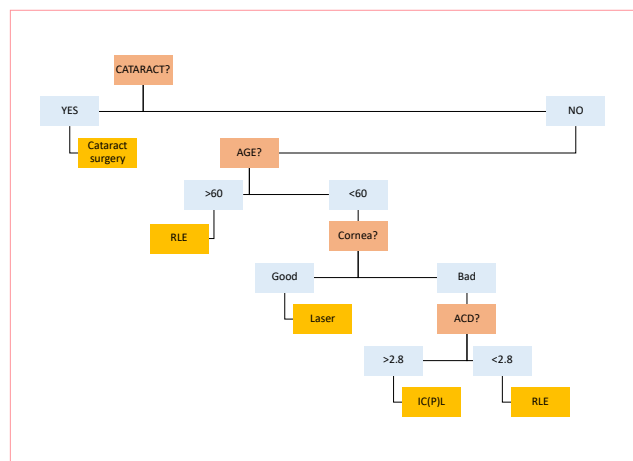 CATARACT?
YES
NO
Cataract
surgery
AGE?
>60
<60
RLE
Cornea?
Good
Bad
Laser
ACD?
>2.8
<2.8
IC(P)L
RLE